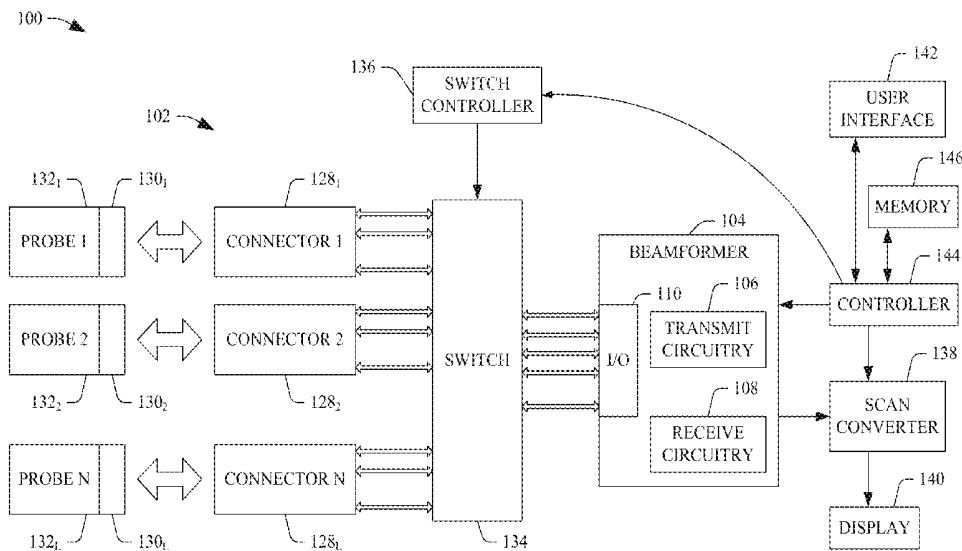 100
102
136
SWITCH
CONTROLLER
142
USER
INTERFACE
146
MEMORY
144
CONTROLLER
132₁
130₁
128₁
PROBE 1
CONNECTOR 1
PROBE 2
CONNECTOR 2
132₂
130₂
128₂
PROBE N
CONNECTOR N
132L
130L
128L
SWITCH
134
104
BEAMFORMER
110
I/O
106
TRANSMIT
CIRCUITRY
108
RECEIVE
CIRCUITRY
138
SCAN
CONVERTER
140
DISPLAY